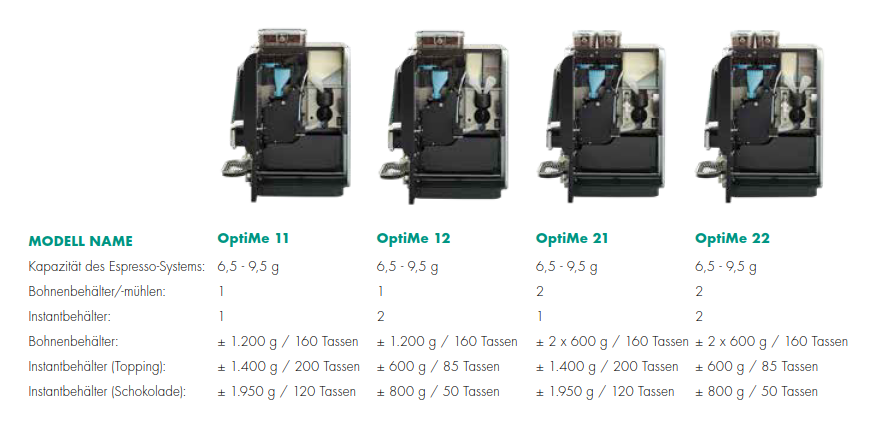 MODELL NAME OptiMe 11 OptiMe 12 OptiMe 21 OptiMe 22
Kapazität des Espresso-Systems: 6,5 - 9,5 g 6,5 - 9,5 g 6,5 - 9,5 g 6,5 - 9,5 g
Bohnenbehälter/-mühlen: 1 1 2 2
Instantbehälter: 1 2 1 2
Bohnenbehälter: ± 1.200 g / 160 Tassen ± 1.200 g / 160 Tassen ± 2 x 600 g / 160 Tassen ± 2 x 600 g / 160 Tassen
Instantbehälter (Topping): ± 1.400 g / 200 Tassen ± 600 g / 85 Tassen ± 1.400 g / 200 Tassen ± 600 g / 85 Tassen
Instantbehälter (Schokolade): ± 1.950 g / 120 Tassen ± 800 g / 50 Tassen ± 1.950 g / 120 Tassen ± 800 g / 50 Tassen